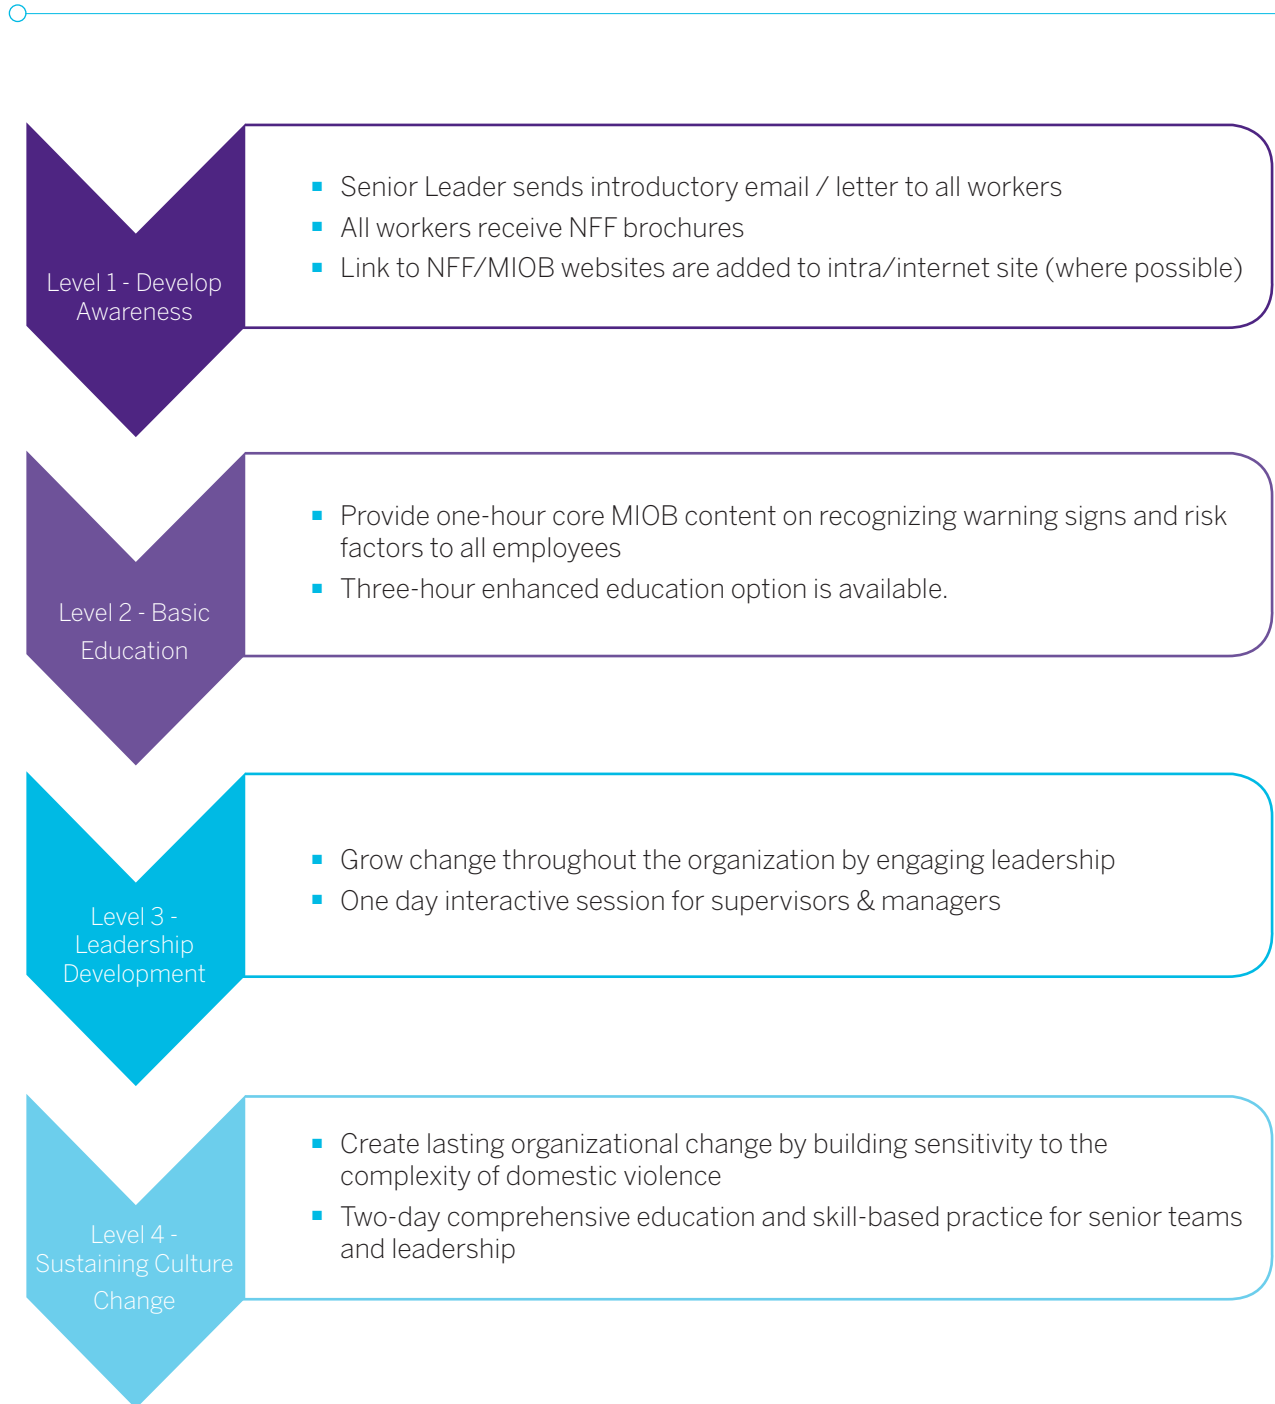 Level 1 - Develop
Awareness
▪ Senior Leader sends introductory email / letter to all workers
▪ All workers receive NFF brochures
▪ Link to NFF/MIOB websites are added to intra/internet site (where possible)
Level 2 - Basic
Education
▪ Provide one-hour core MIOB content on recognizing warning signs and risk
factors to all employees
▪ Three-hour enhanced education option is available.
Level 3 -
Leadership
Development
▪ Grow change throughout the organization by engaging leadership
▪ One day interactive session for supervisors & managers
Level 4 -
Sustaining Culture
Change
▪ Create lasting organizational change by building sensitivity to the
complexity of domestic violence
▪ Two-day comprehensive education and skill-based practice for senior teams
and leadership